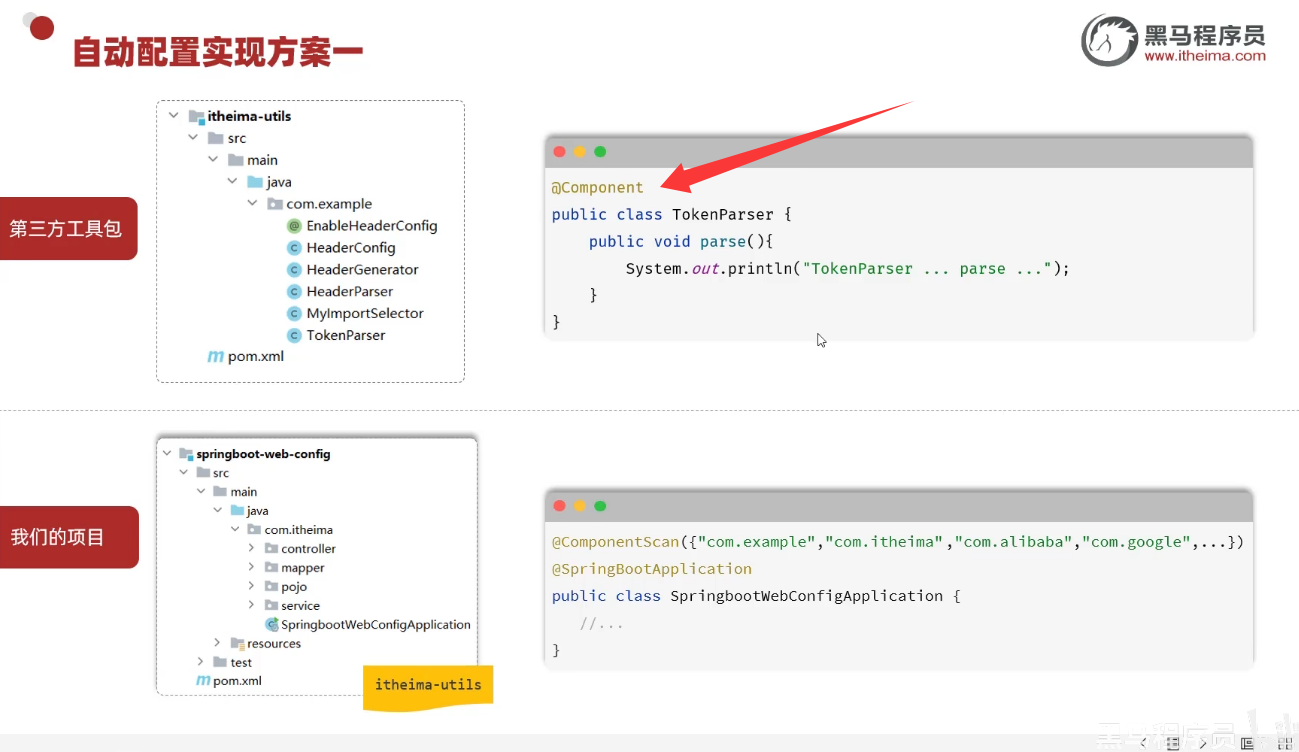 自动配置实现方案一
黑马程序员
www.itheima.com
第三方工具包
itheima-utils
src
main
java
com.example
EnableHeaderConfig
HeaderConfig
HeaderGenerator
HeaderParser
MyImportSelector
TokenParser
pom.xml
@Component
public class TokenParser {
public void parse(){
System.out.println("TokenParser ... parse ...");
}
}
我们的项目
springboot-web-config
src
main
java
com.itheima
controller
mapper
pojo
service
SpringbootWebConfigApplication
resources
test
pom.xml
itheima-utils
@ComponentScan({"com.example","com.itheima","com.alibaba","com.google",...})
@SpringBootApplication
public class SpringbootWebConfigApplication {
//...
}
黑马程序员